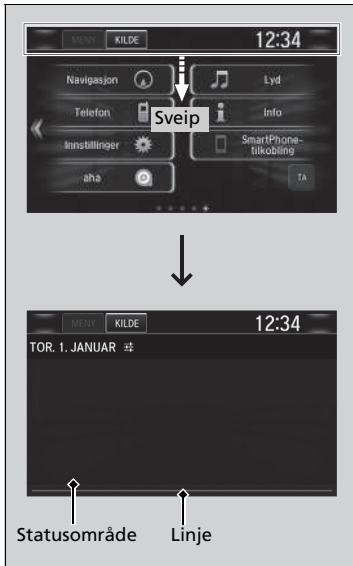 MENY KILDE 12:34
Navigasjon Lyd
Telefon Info
Sveip
Innstillinger SmartPhone-
tilkobling
aha TA
MENY KILDE 12:34
TOR. 1. JANUAR
Statusområde Linje